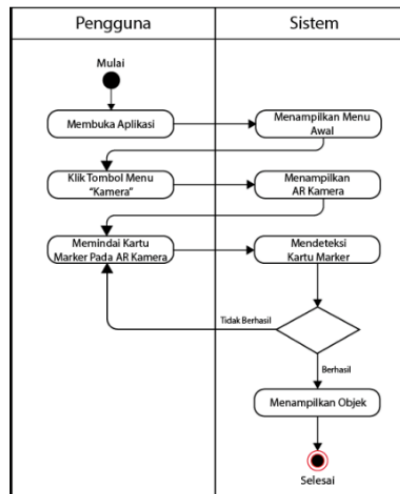 Pengguna
Sistem
Mulai
Membuka Aplikasi
Menampilkan Menu
Awal
Klik Tombol Menu
"Kamera"
Menampilkan
AR Kamera
Memindai Kartu
Marker Pada AR Kamera
Mendeteksi
Kartu Marker
Tidak Berhasil
Berhasil
Menampilkan Objek
Selesai